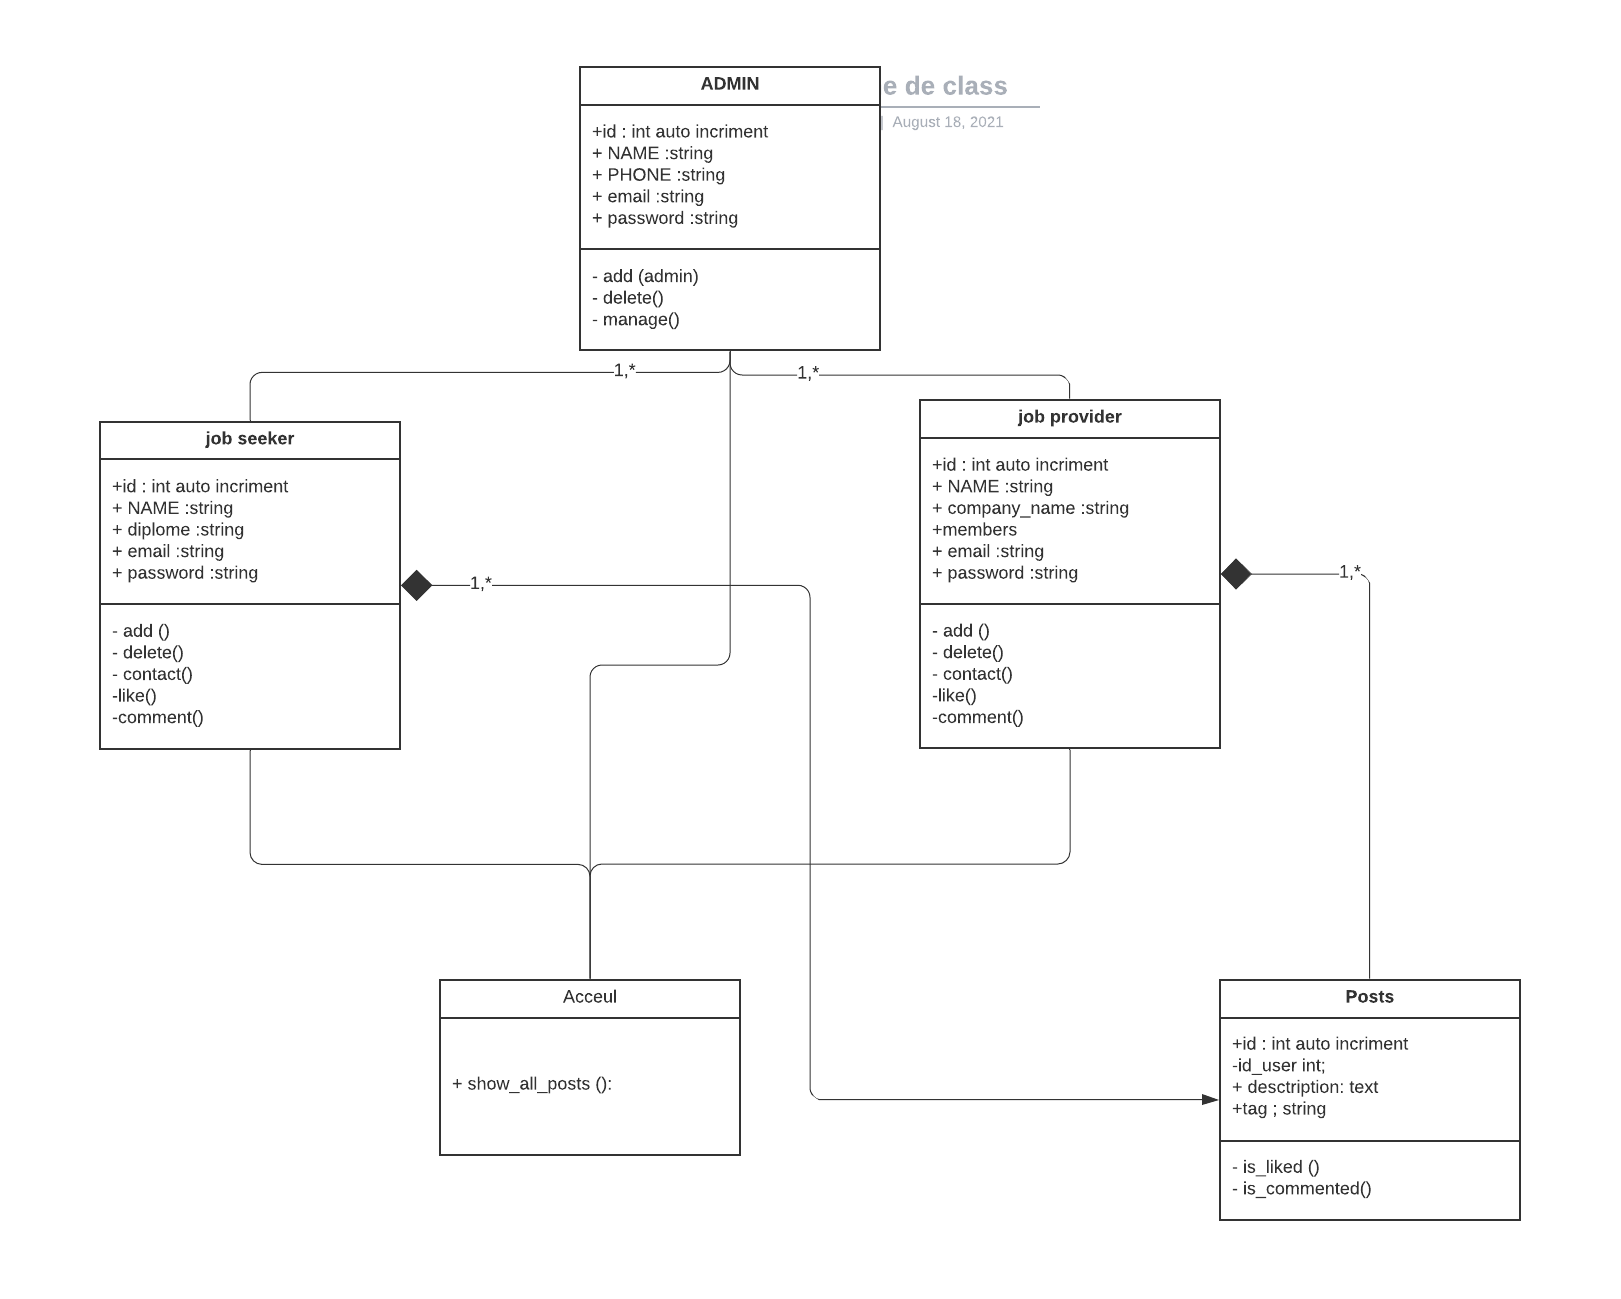 ADMIN
e de class
August 18, 2021
+id : int auto incriment
+ NAME :string
+ PHONE :string
+ email :string
+ password :string
- add (admin)
- delete()
- manage()
1,*
1,*
job seeker
+id : int auto incriment
+ NAME :string
+ diplome :string
+ email :string
+ password :string
- add ()
- delete()
- contact()
-like()
-comment()
1,*
job provider
+id : int auto incriment
+ NAME :string
+ company_name :string
+members
+ email :string
+ password :string
- add ()
- delete()
- contact()
-like()
-comment()
1,*
Acceul
+ show_all_posts ():
Posts
+id : int auto incriment
-id_user int;
+ desctription: text
+tag ; string
- is_liked ()
- is_commented()